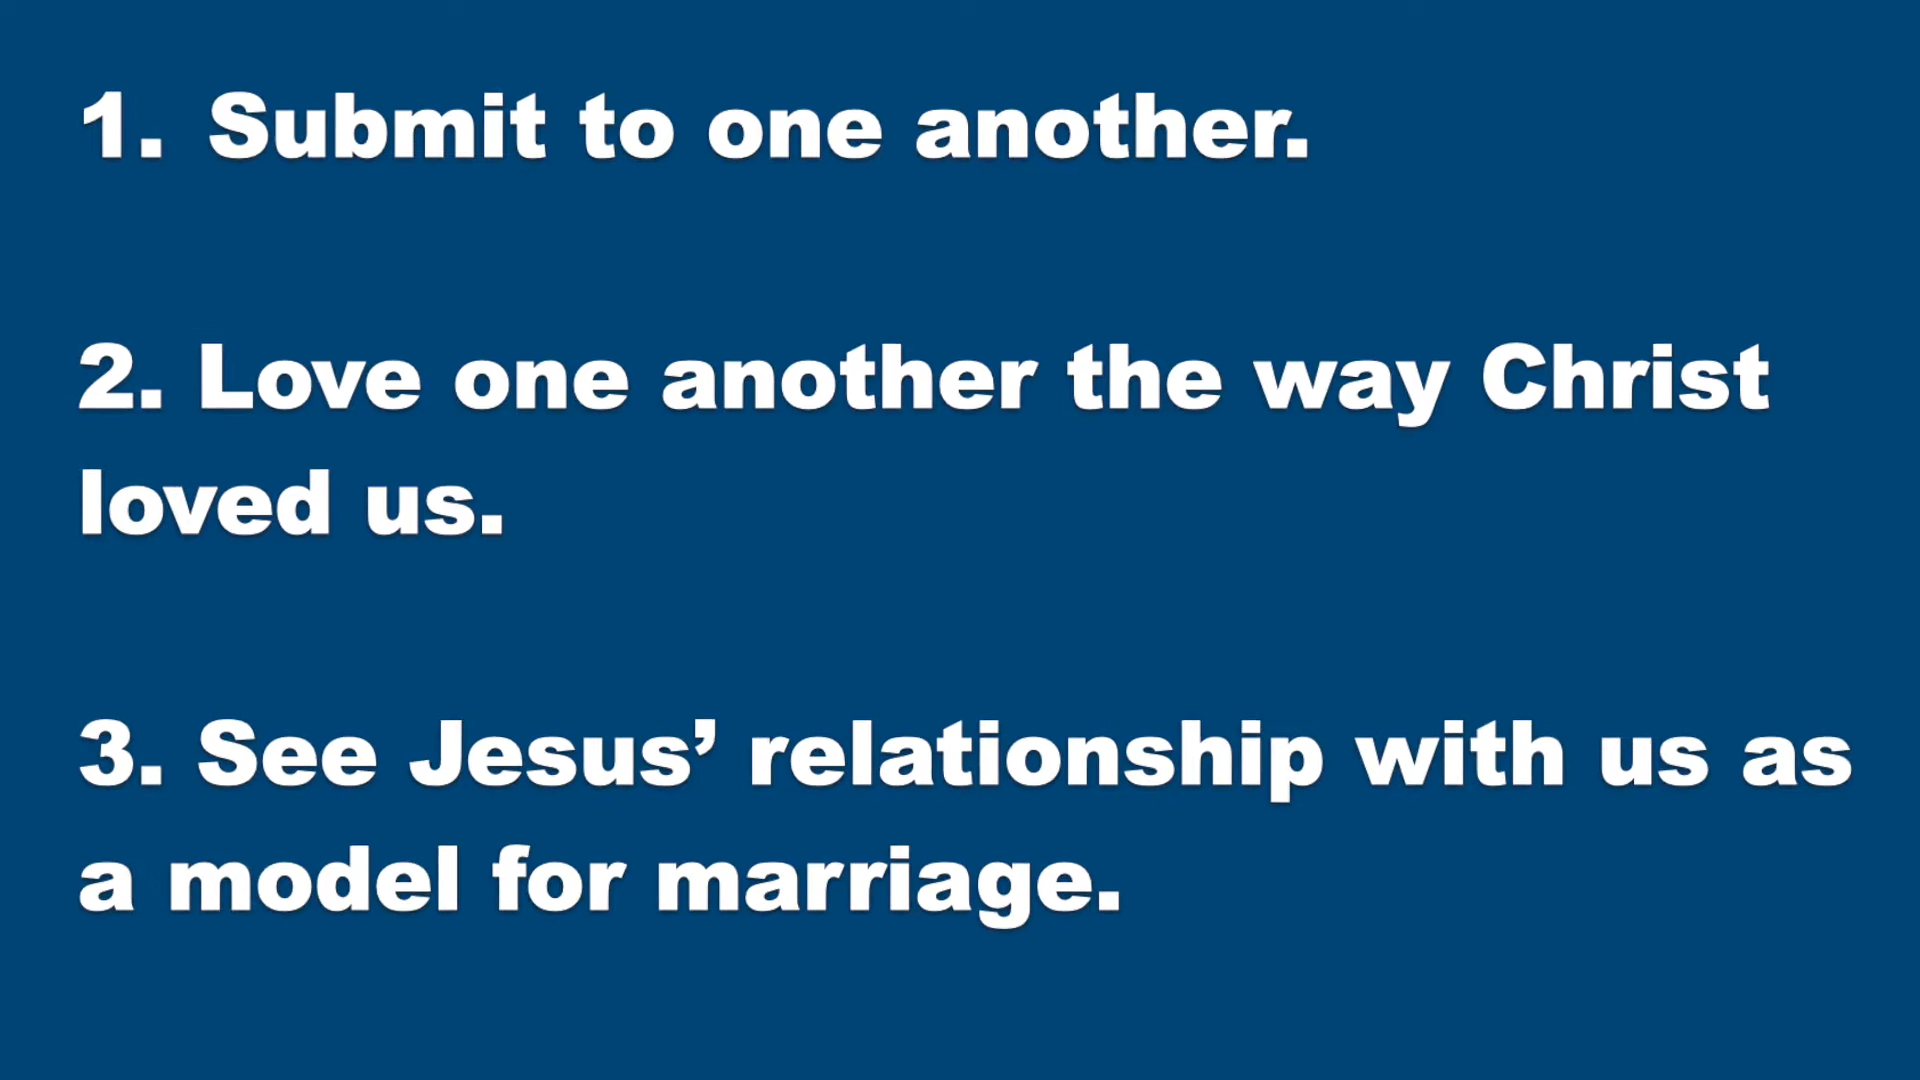 1. Submit to one another.
2. Love one another the way Christ
loved us.
3. See Jesus’ relationship with us as
a model for marriage.